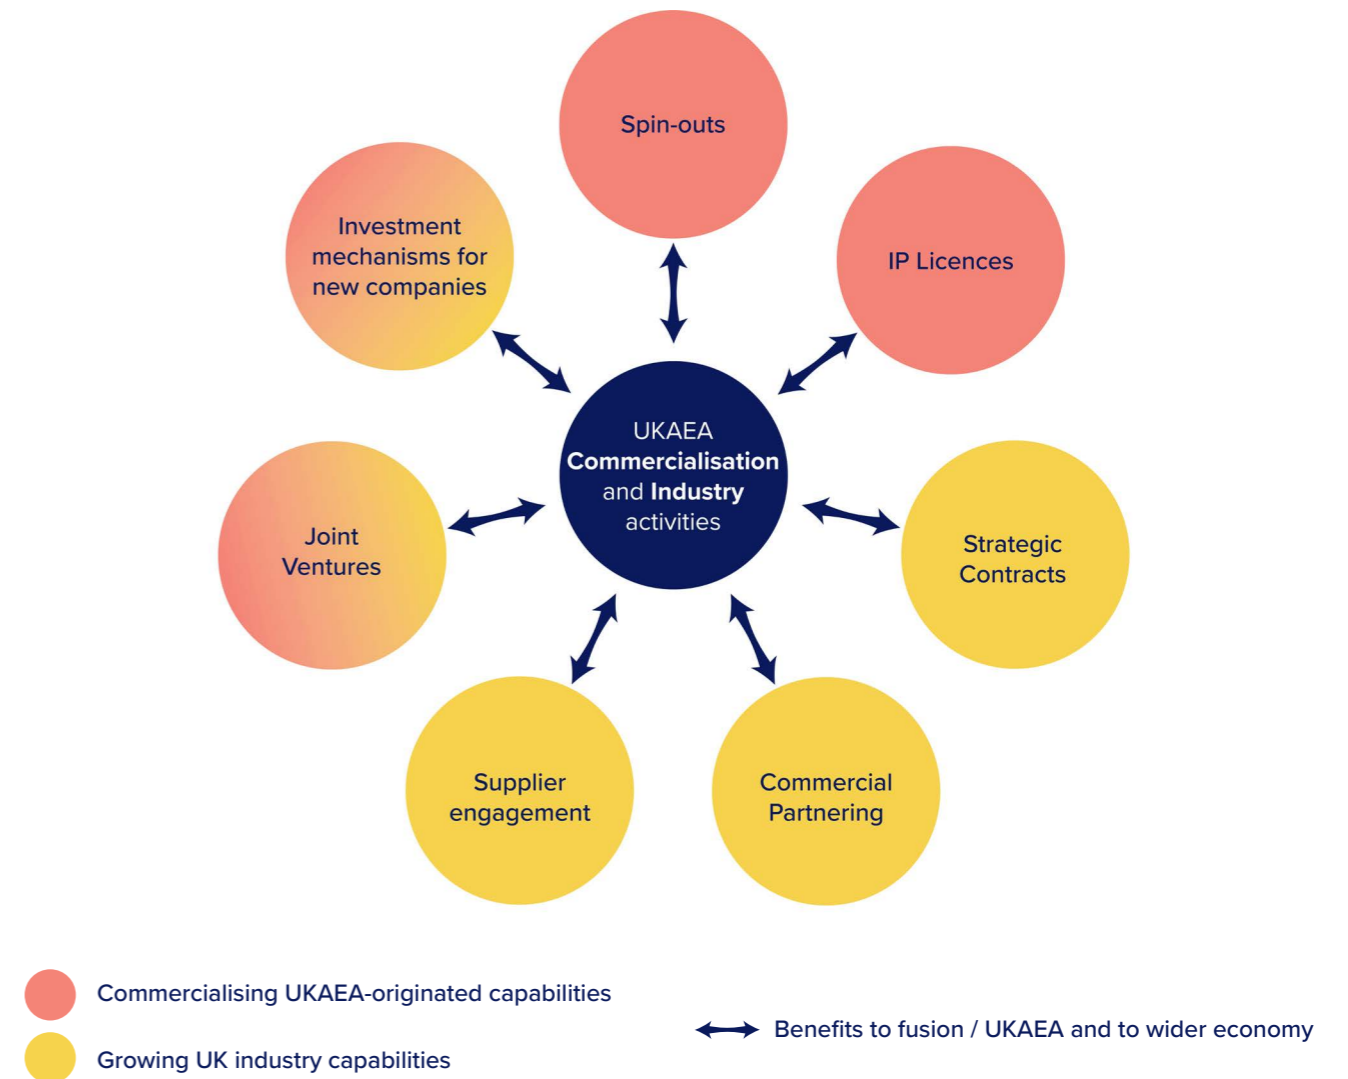 Spin-outs
Investment
mechanisms for
new companies
IP Licences
UKAEA
Commercialisation
and Industry
activities
Joint
Ventures
Strategic
Contracts
Supplier
engagement
Commercial
Partnering
Commercialising UKAEA-originated capabilities
Benefits to fusion / UKAEA and to wider economy
Growing UK industry capabilities